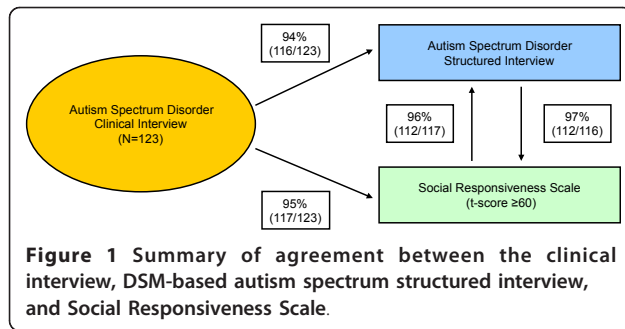 94%
(116/123)
Autism Spectrum Disorder
Structured Interview
Autism Spectrum Disorder
Clinical Interview
(N=123)
96%
(112/117)
97%
(112/116)
95%
(117/123)
Social Responsiveness Scale
(t-score ≥60)
Figure 1 Summary of agreement between the clinical
interview, DSM-based autism spectrum structured interview,
and Social Responsiveness Scale.